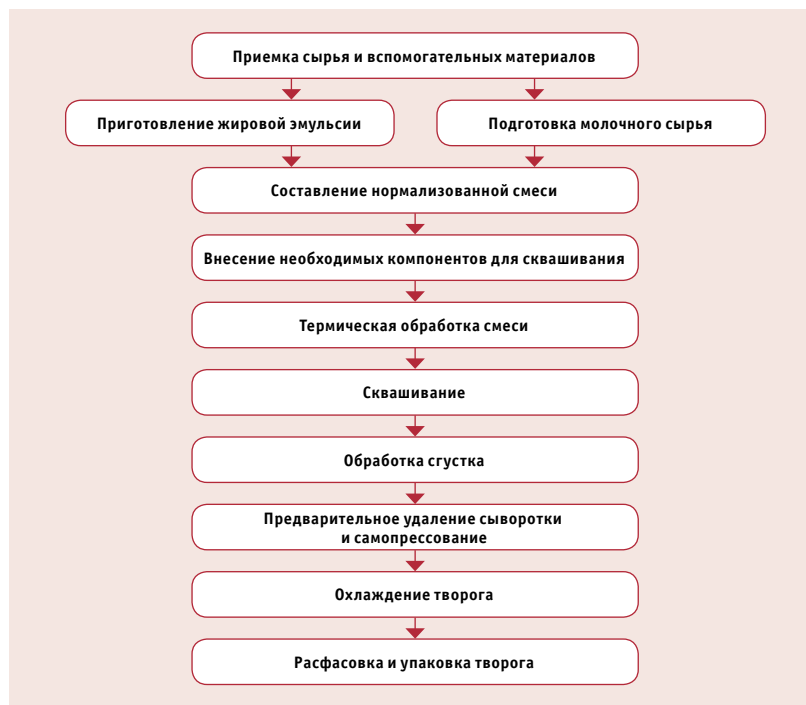 Приемка сырья и вспомогательных материалов
Приготовление жировой эмульсии
Подготовка молочного сырья
Составление нормализованной смеси
Внесение необходимых компонентов для сквашивания
Термическая обработка смеси
Сквашивание
Обработка сгустка
Предварительное удаление сыворотки
и самопрессование
Охлаждение творога
Расфасовка и упаковка творога